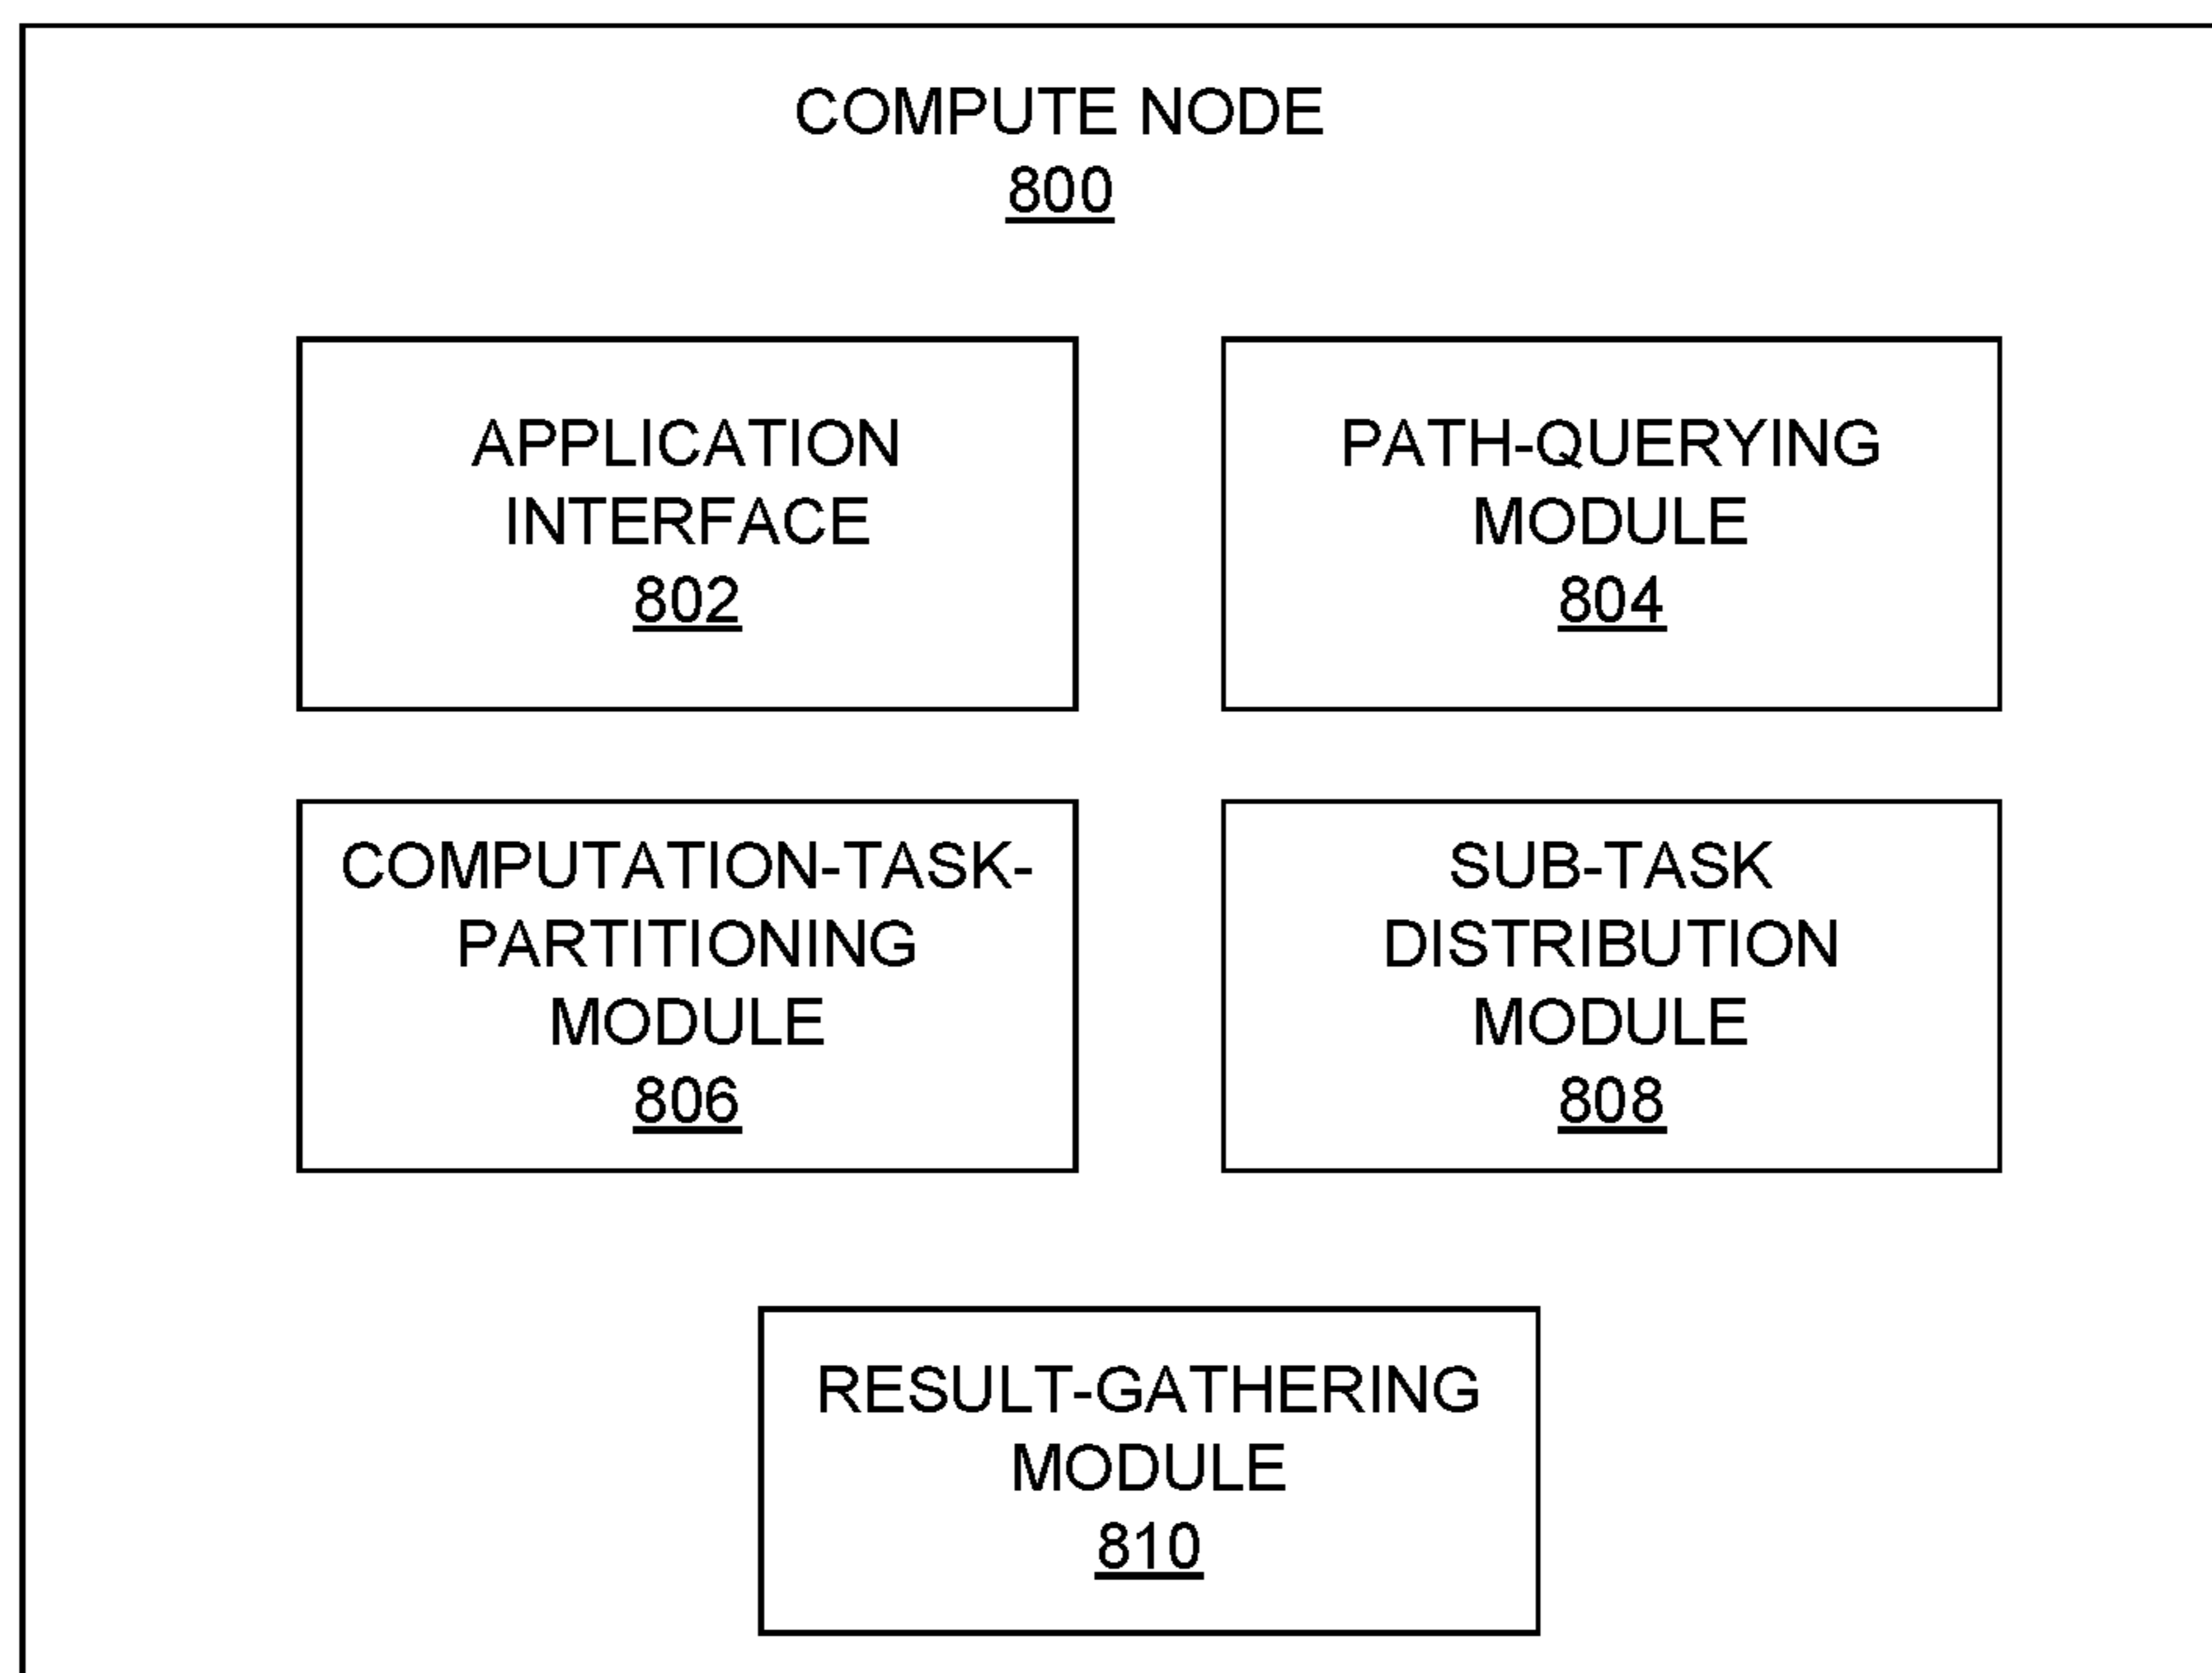 COMPUTE NODE
800
APPLICATION
INTERFACE
802
PATH-QUERYING
MODULE
804
COMPUTATION-TASK-
PARTITIONING
MODULE
806
SUB-TASK
DISTRIBUTION
MODULE
808
RESULT-GATHERING
MODULE
810